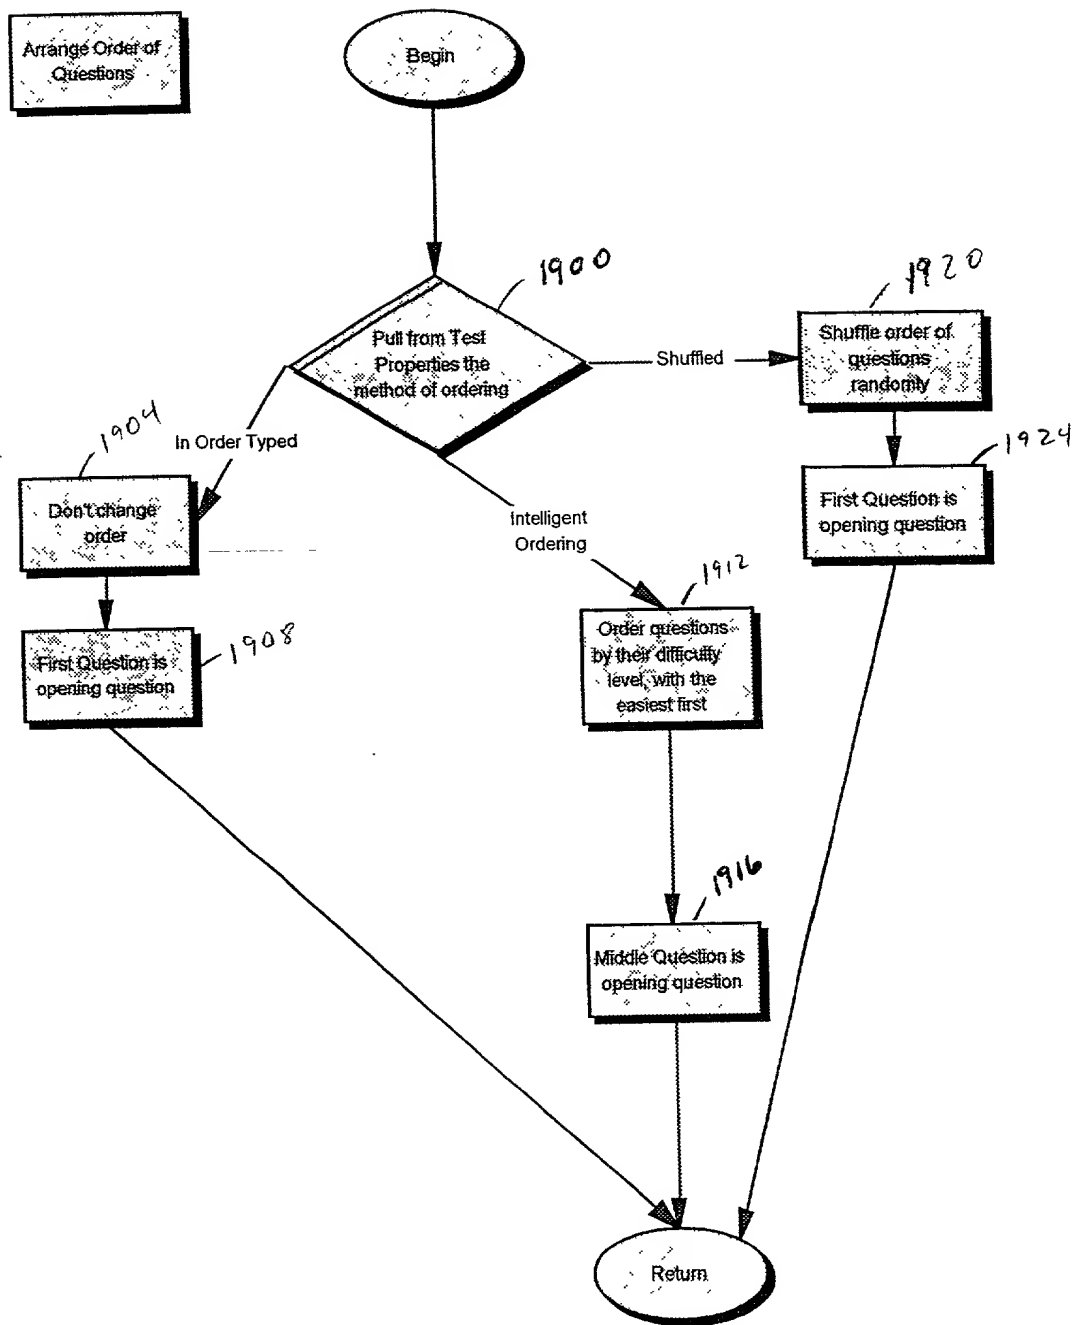 Arrange Order of
Questions
Begin
1900
Pull from Test
Properties the
method of ordering
Shuffled
1920
Shuffle order of
questions
randomly
1924
First Question is
opening question
In Order Typed
1904
Don't change
order
1908
First Question is
opening question
Intelligent
Ordering
1912
Order questions
by their difficulty
level, with the
easiest first
1916
Middle Question is
opening question
Return